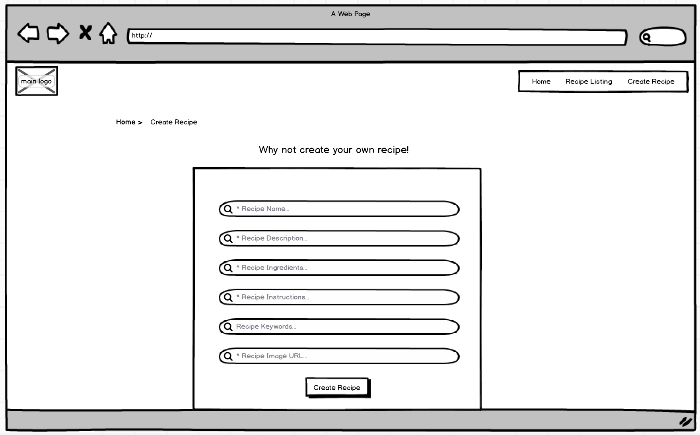 A Web Page
http://
main logo
Home Recipe Listing Create Recipe
Home > Create Recipe
Why not create your own recipe!
* Recipe Name...
* Recipe Description...
* Recipe Ingredients...
* Recipe Instructions...
Recipe Keywords...
* Recipe Image URL...
Create Recipe